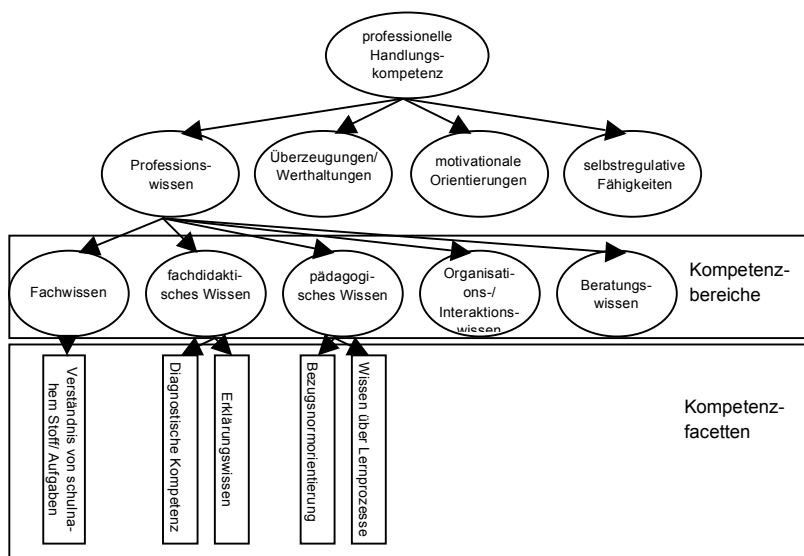 professionelle
Handlungs-
kompetenz
Professions-
wissen
Überzeugungen/
Werthaltungen
motivationale
Orientierungen
selbstregulative
Fähigkeiten
Fachwissen
fachdidakti-
sches Wissen
pädagogi-
sches Wissen
Organisati-
ons-/
Interaktions-
wissen
Beratungs-
wissen
Kompetenz-
bereiche
Verständnis von schulna-
hem Stoff/ Aufgaben
Diagnostische Kompetenz
Erklärungswissen
Bezugsnormorientierung
Wissen über Lernprozesse
Kompetenz-
facetten